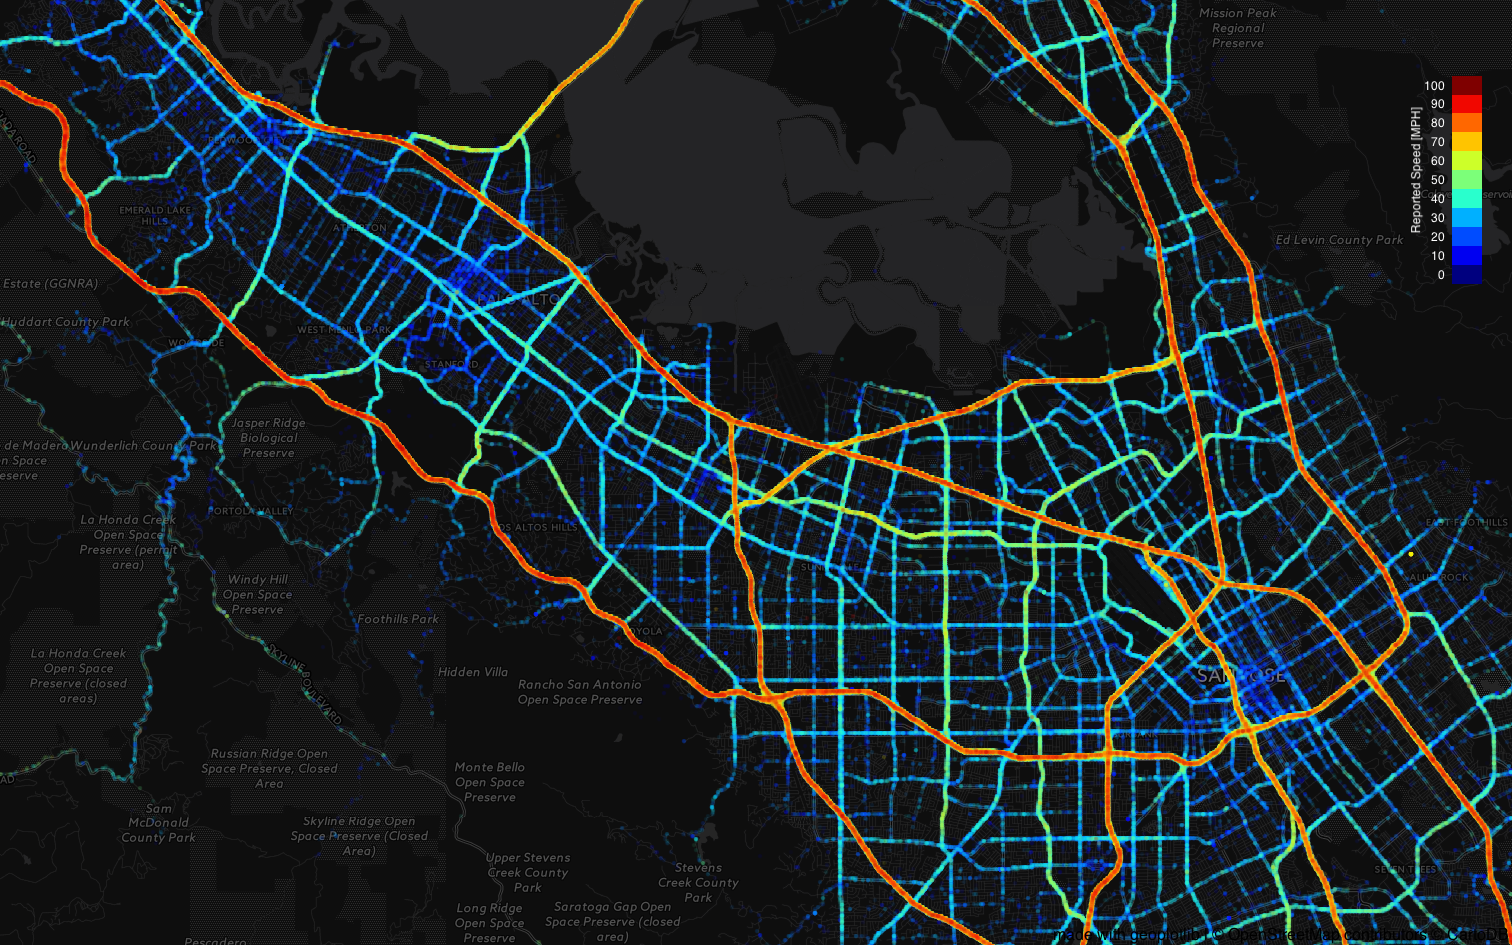 Mission Peak
Regional
Preserve
100
90
80
70
60
50
40
30
20
10
0
Reported Speed [MPH]
EMERALD LAKE
HILLS
Ed Levin County Park
Estate (GGNRA)
PALO ALTO
Huddart County Park
WEST MENLO PARK
STANFORD
Jasper Ridge
Biological
Preserve
de Madero
Wunderlich County Park
en Space
eserve
PORTOLA VALLEY
La Honda Creek
Open Space
Preserve (permit
area)
LOS ALTOS HILLS
EAST FOOTHILLS
ALUM ROCK
Windy Hill
Open Space
Preserve
Foothills Park
LOYOLA
La Honda Creek
Open Space
Preserve (closed
areas)
SKYLINE BOULEVARD
Hidden Villa
Rancho San Antonio
Open Space Preserve
SAN JOSE
Russian Ridge Open
Space Preserve, Closed
Area
Monte Bello
Open Space
Preserve
AD
Sam
McDonald
County Park
Skyline Ridge Open
Space Preserve (Closed
Area)
Upper Stevens
Creek County
Park
Stevens
Creek County
Park
SEVEN TREES
Long Ridge
Open Space
Preserve
Saratoga Gap Open
Space Preserve (closed
area)
Pescadero
made with geoplotlib | © OpenStreetMap contributors © CartoDB